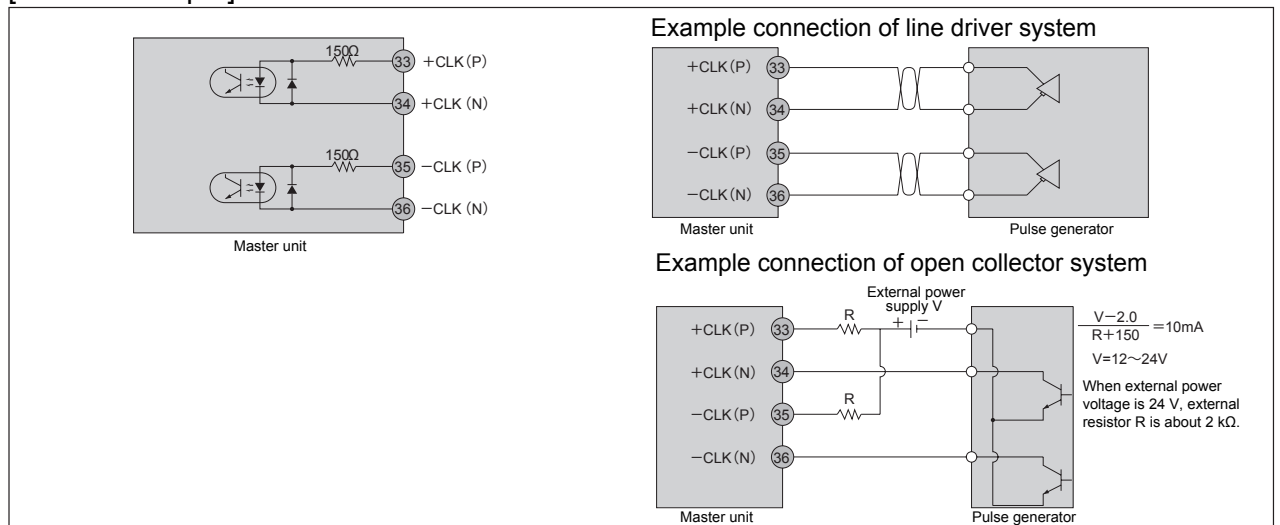 150Ω
33 +CLK(P)
34 +CLK(N)
150Ω
35 −CLK(P)
36 −CLK(N)
Master unit
Example connection of line driver system
+CLK(P) 33
+CLK(N) 34
−CLK(P) 35
−CLK(N) 36
Master unit
Pulse generator
Example connection of open collector system
External power
supply V
+ −
R
R
+CLK(P) 33
+CLK(N) 34
−CLK(P) 35
−CLK(N) 36
Master unit
Pulse generator
V−2.0
R+150
=10mA
V=12～24V
When external power
voltage is 24 V, external
resistor R is about 2 kΩ.